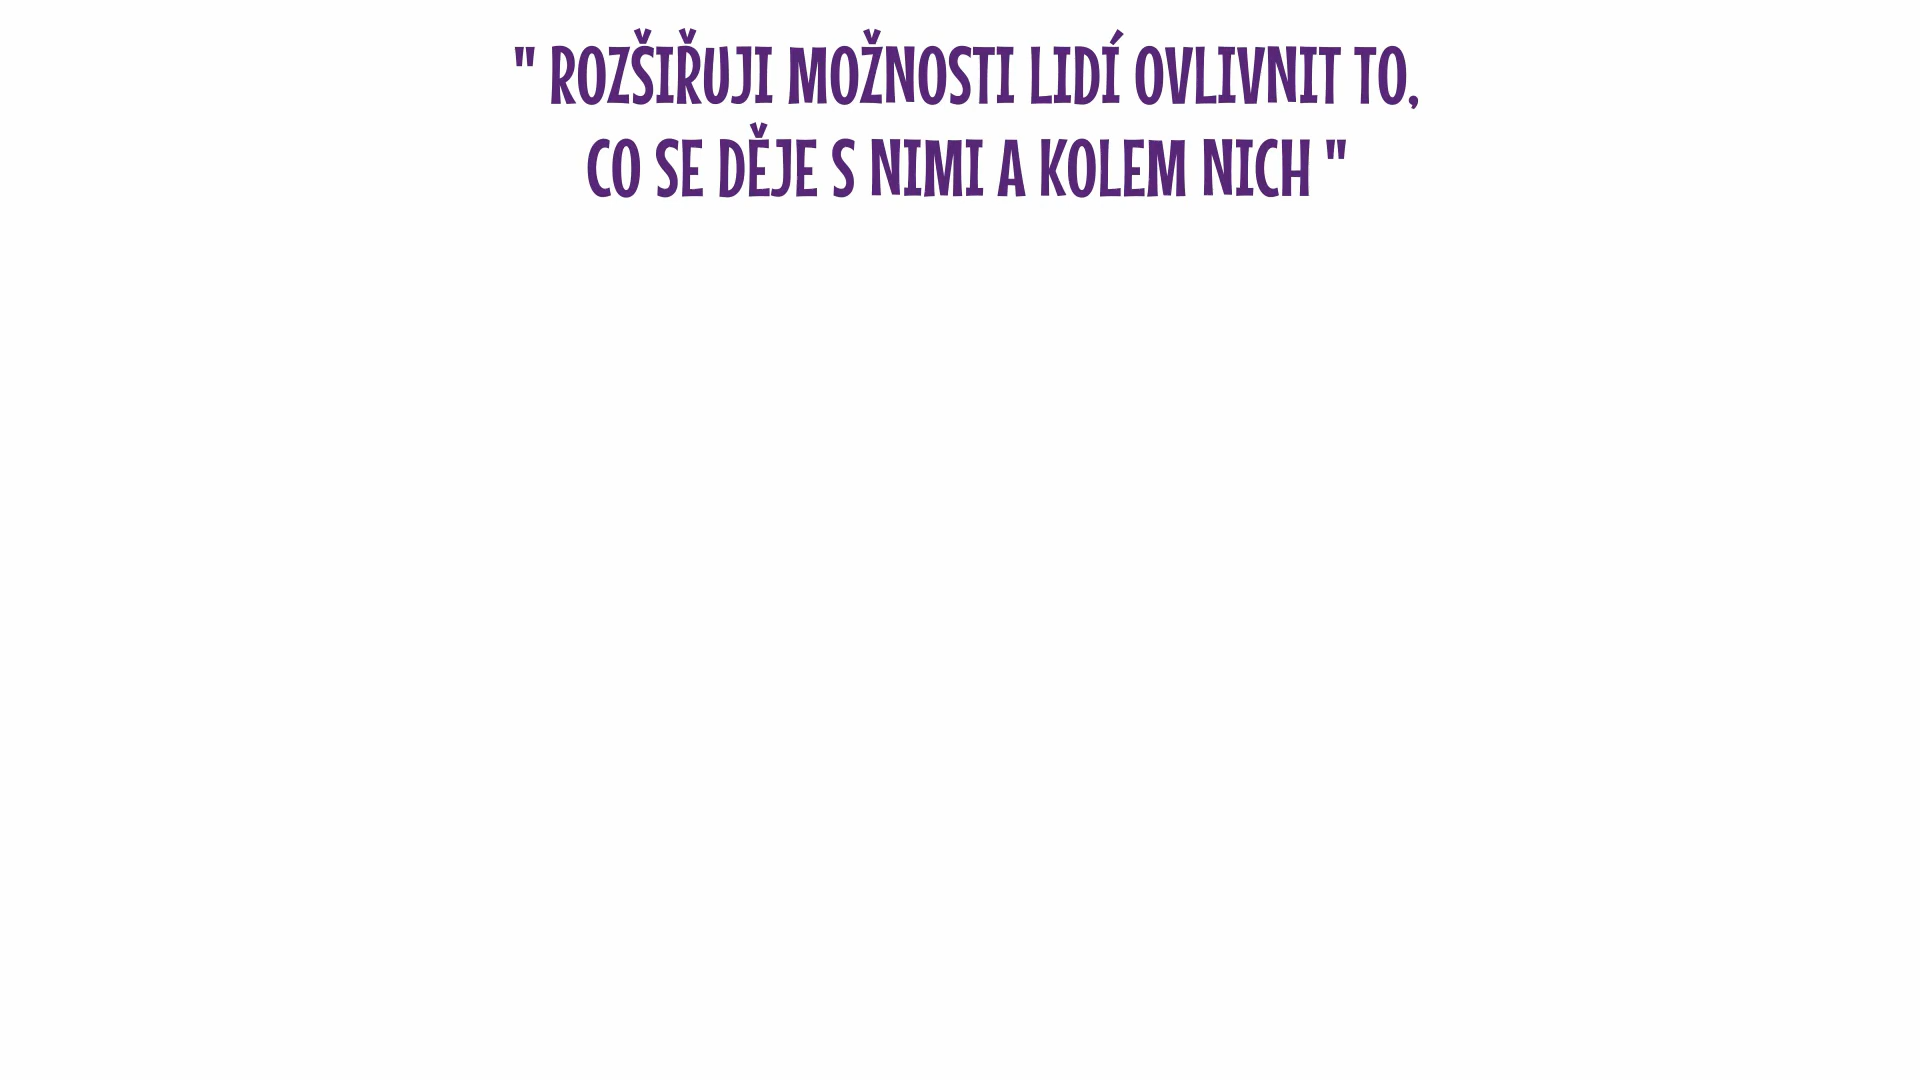 " ROZŠIŘUJI MOŽNOSTI LIDÍ OVLIVNIT TO,
CO SE DĚJE S NIMI A KOLEM NICH "